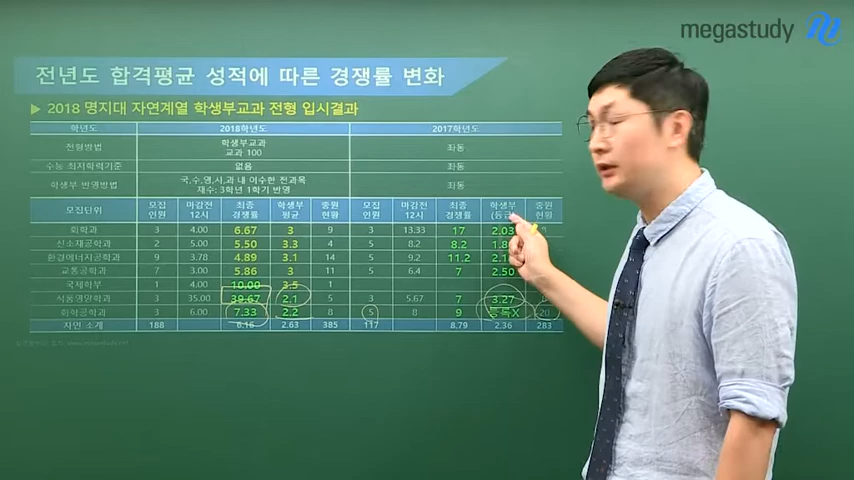 megastudy
전년도 합격평균 성적에 따른 경쟁률 변화
▶ 2018 명지대 자연계열 학생부교과 전형 입시결과
학년도 2018학년도 2017학년도
전형방법 학생부교과 교과 100 좌동
수능 최저학력기준 없음 좌동
학생부 반영방법 국,수,영,사,과 내 이수한 전과목 재수: 3학년 1학기 반영 좌동
모집단위 모집인원 마감전 12시 최종 경쟁률 학생부 평균 충원 현황 모집 인원 마감전 12시 최종 경쟁률 학생부 (등급 충원 현황
화학과 3 4.00 6.67 3 9 3 13.33 17 2.03
신소재공학과 2 5.00 5.50 3.3 4 5 8.2 8.2
환경에너지공학과 9 3.78 4.89 3.1 14 5 9.2 11.2
교통공학과 7 3.00 5.86 3 11 5 6.4 7 2.50
국제학부 1 4.00 10.00 3.5 1
식품영양학과 3 35.00 39.67 2.1 5 3 5.67 7 3.27
화학공학과 3 6.00 7.33 2.2 8 5 8 9 등록X 20
자연 소계 188 6.16 2.63 385 117 8.79 2.36 283